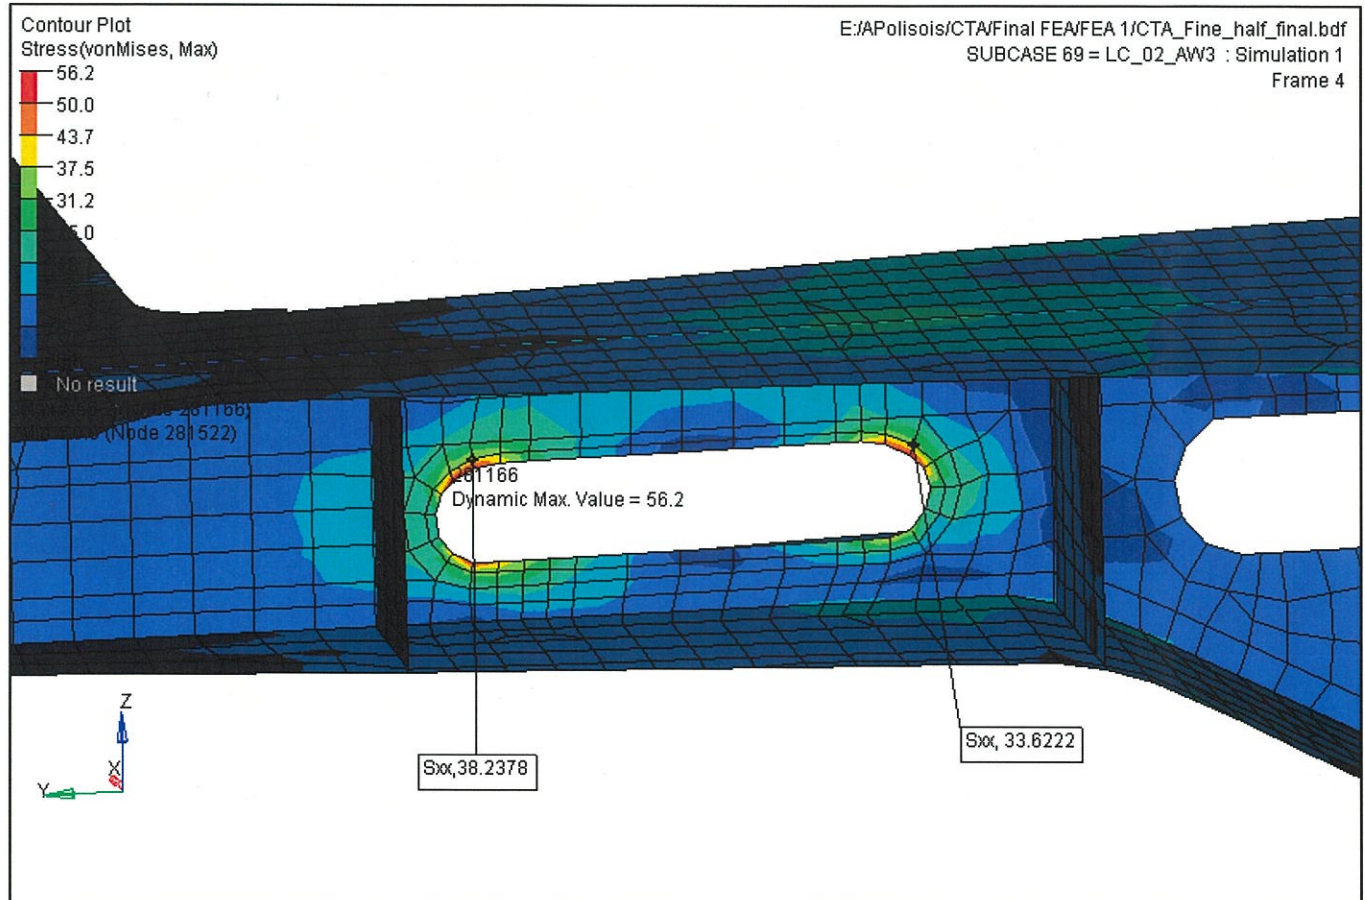 Contour Plot
Stress(vonMises, Max)
56.2
50.0
43.7
37.5
31.2
No result
(Node 281522)
E:/APolisois/CTA/Final FEA/FEA 1/CTA_Fine_half_final.bdf
SUBCASE 69 = LC_02_AW3 : Simulation 1
Frame 4
281166
Dynamic Max. Value = 56.2
Sxx,38.2378
Sxx, 33.6222
Z
X
Y